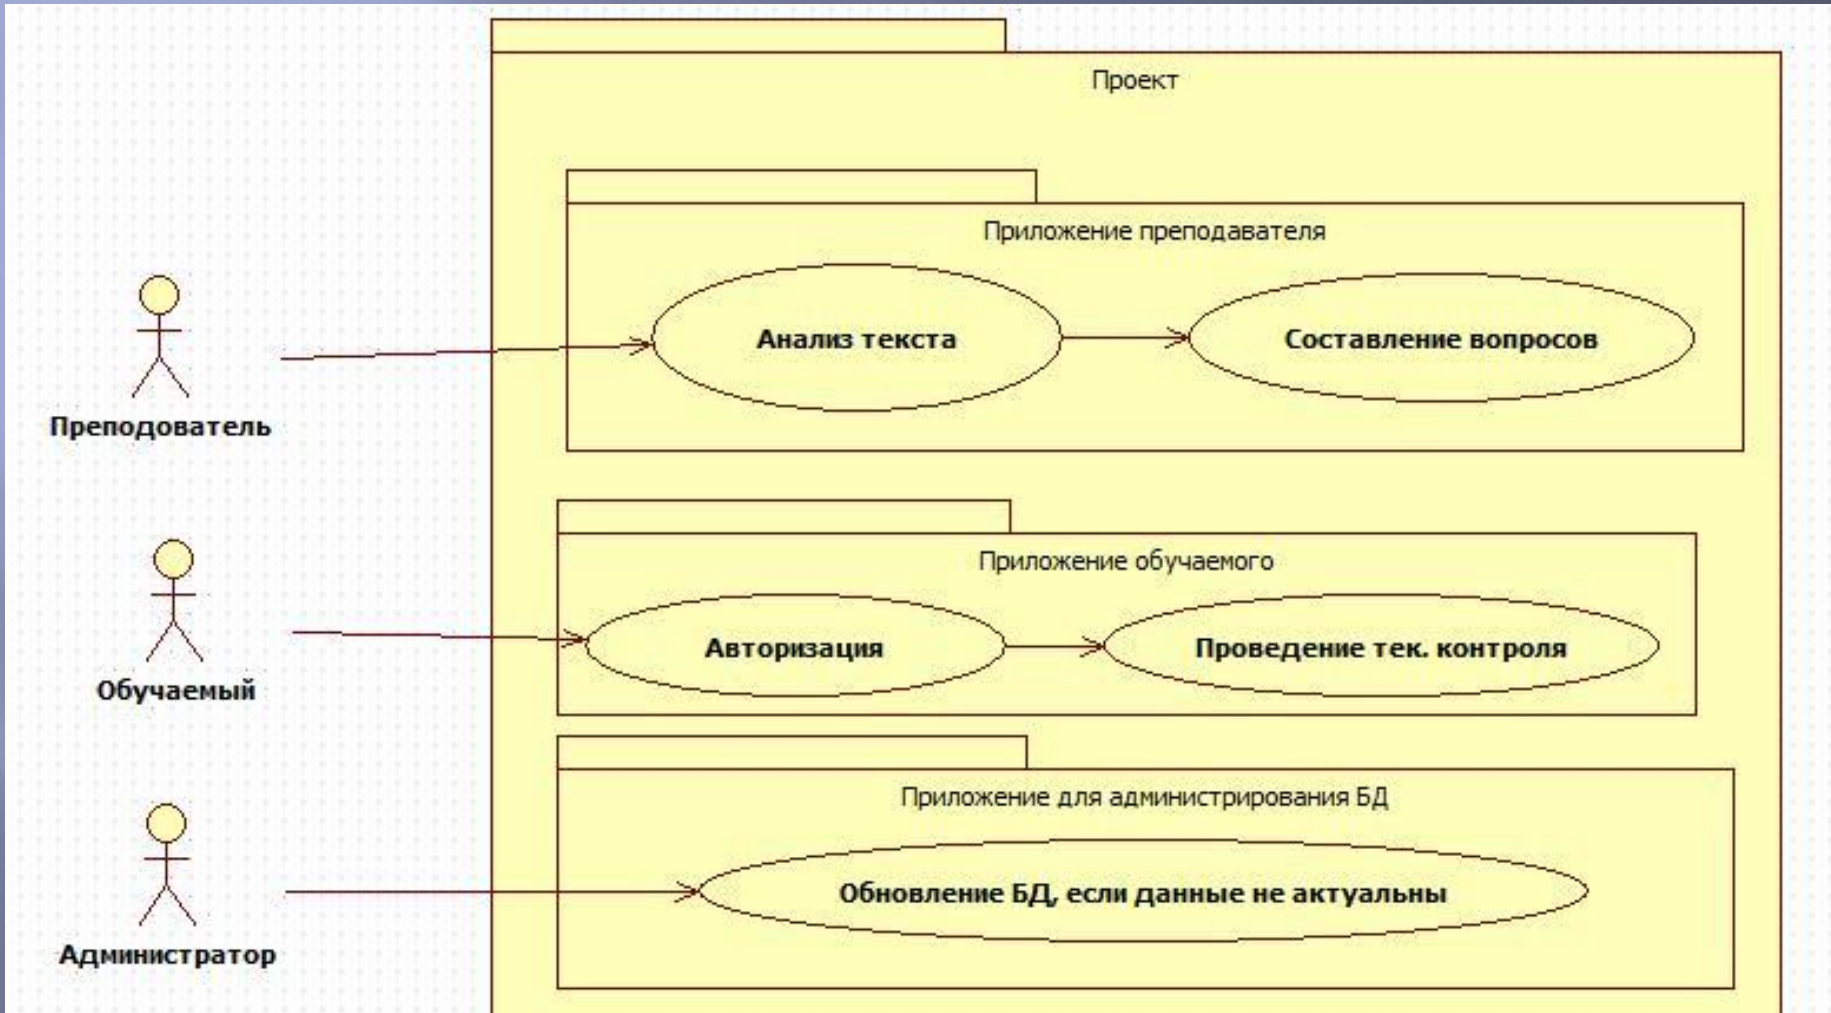 Проект
Приложение преподавателя
Анализ текста
Составление вопросов
Преподователь
Приложение обучаемого
Авторизация
Проведение тек. контроля
Обучаемый
Приложение для администрирования БД
Обновление БД, если данные не актуальны
Администратор